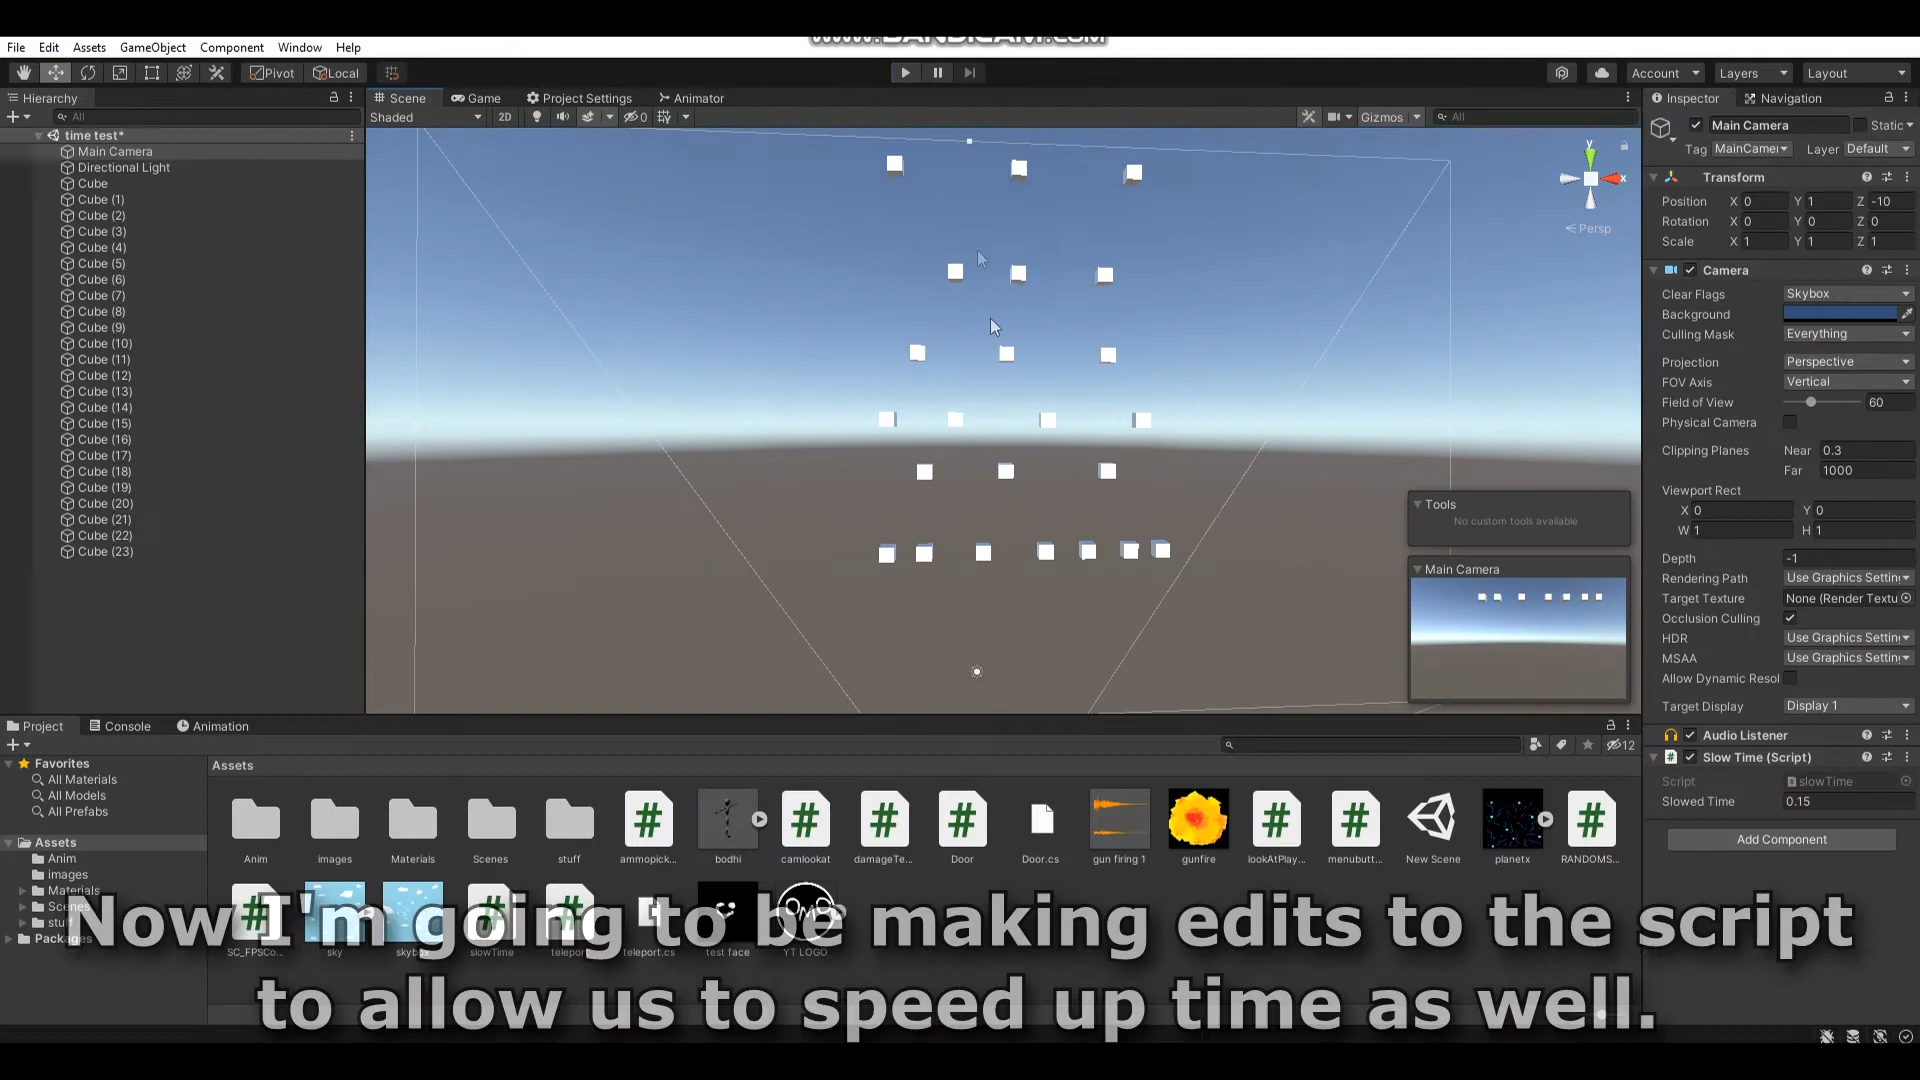 www.BANDICAM.com
File Edit Assets GameObject Component Window Help
Pivot Local Account Layers Layout
Hierarchy
All
time test*
Main Camera
Directional Light
Cube
Cube (1)
Cube (2)
Cube (3)
Cube (4)
Cube (5)
Cube (6)
Cube (7)
Cube (8)
Cube (9)
Cube (10)
Cube (11)
Cube (12)
Cube (13)
Cube (14)
Cube (15)
Cube (16)
Cube (17)
Cube (18)
Cube (19)
Cube (20)
Cube (21)
Cube (22)
Cube (23)
Scene Game Project Settings Animator
Shaded 2D 0 Gizmos All
y
x
Persp
Tools
No custom tools available
Main Camera
Inspector Navigation
Main Camera Static
Tag MainCamer Layer Default
Transform
Position X 0 Y 1 Z -10
Rotation X 0 Y 0 Z 0
Scale X 1 Y 1 Z 1
Camera
Clear Flags Skybox
Background
Culling Mask Everything
Projection Perspective
FOV Axis Vertical
Field of View 60
Physical Camera
Clipping Planes Near 0.3
Far 1000
Viewport Rect
X 0 Y 0
W 1 H 1
Depth -1
Rendering Path Use Graphics Settin
Target Texture None (Render Textu
Occlusion Culling
HDR Use Graphics Settin
MSAA Use Graphics Settin
Allow Dynamic Resol
Target Display Display 1
Audio Listener
Slow Time (Script)
Script slowTime
Slowed Time 0.15
Add Component
Project Console Animation
12
Favorites
All Materials
All Models
All Prefabs
Assets
Anim
images
Materials
Scenes
stuff
Packages
Assets
Anim images Materials Scenes stuff ammopick... bodhi camlookat damageTe... Door Door.cs gun firing 1 gunfire lookAtPlay... menubutt... New Scene planetx RANDOMS...
SC_FPSCo... sky skybox slowTime teleport teleport.cs test face YT LOGO
OMO
Now I'm going to be making edits to the script
to allow us to speed up time as well.